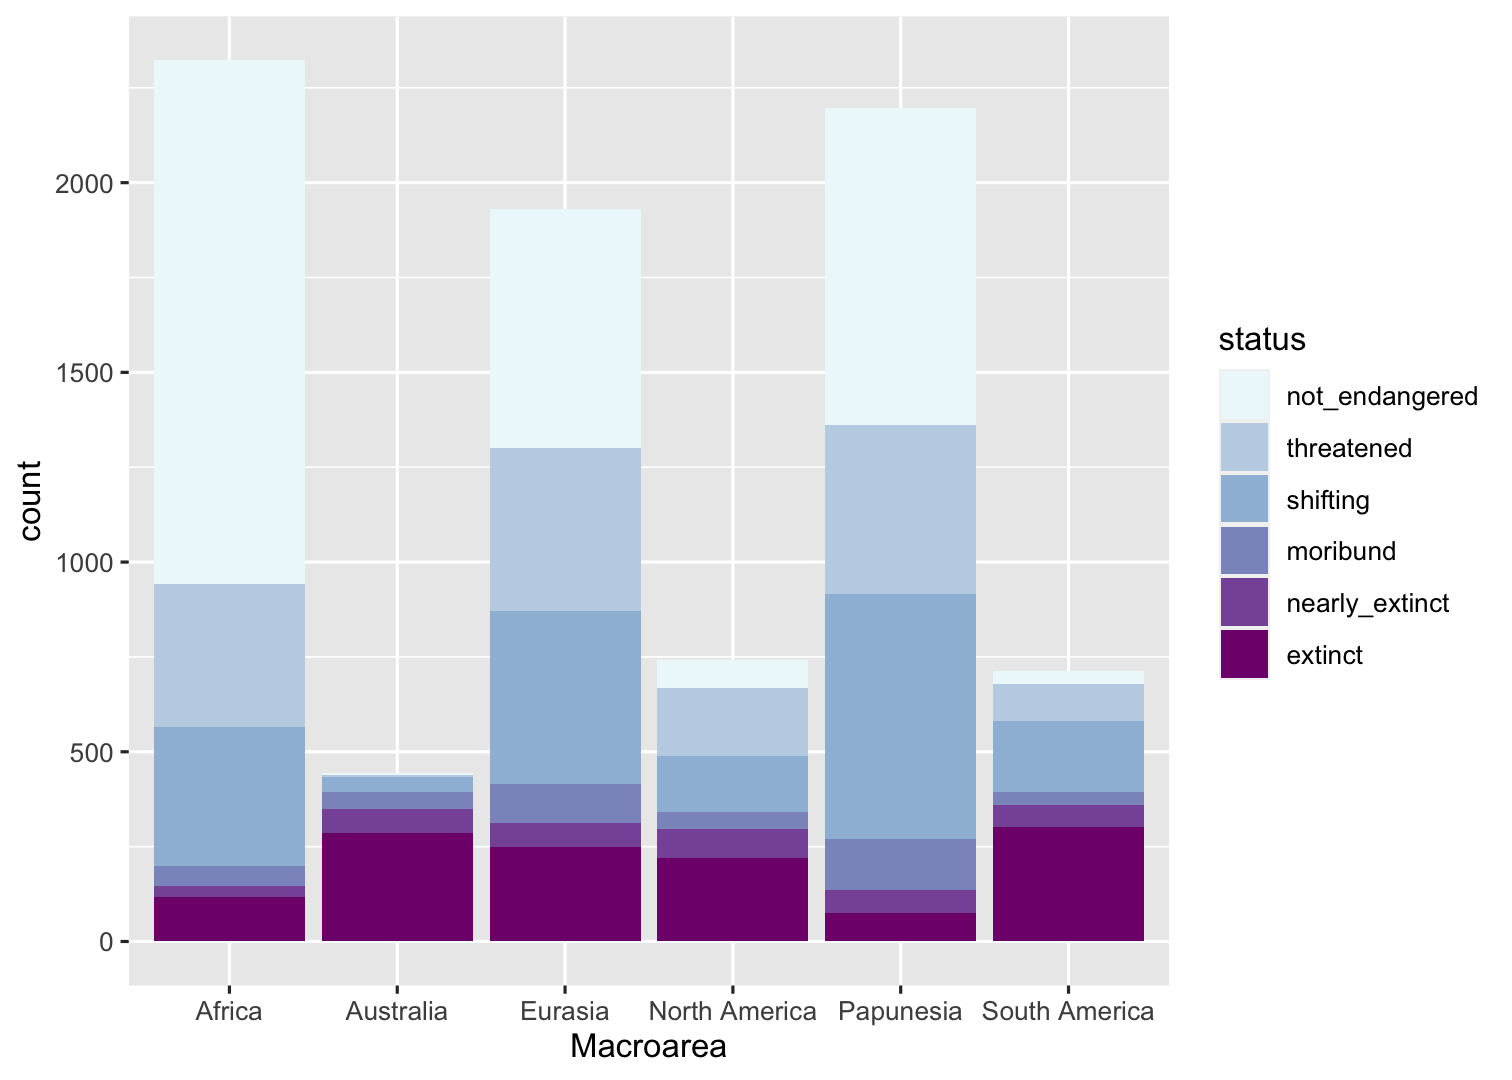 2000
1500
1000
500
0
count
Africa Australia Eurasia North America Papunesia South America
Macroarea
status
not_endangered
threatened
shifting
moribund
nearly_extinct
extinct